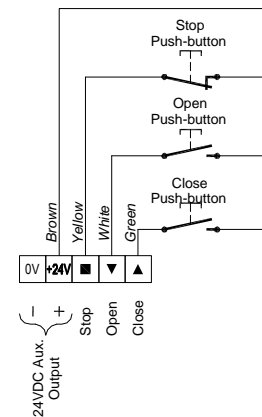 Stop
Push-button
Open
Push-button
Close
Push-button
Brown
Yellow
White
Green
0V
+24V
− +
Stop
Open
Close
24VDC Aux.
Output